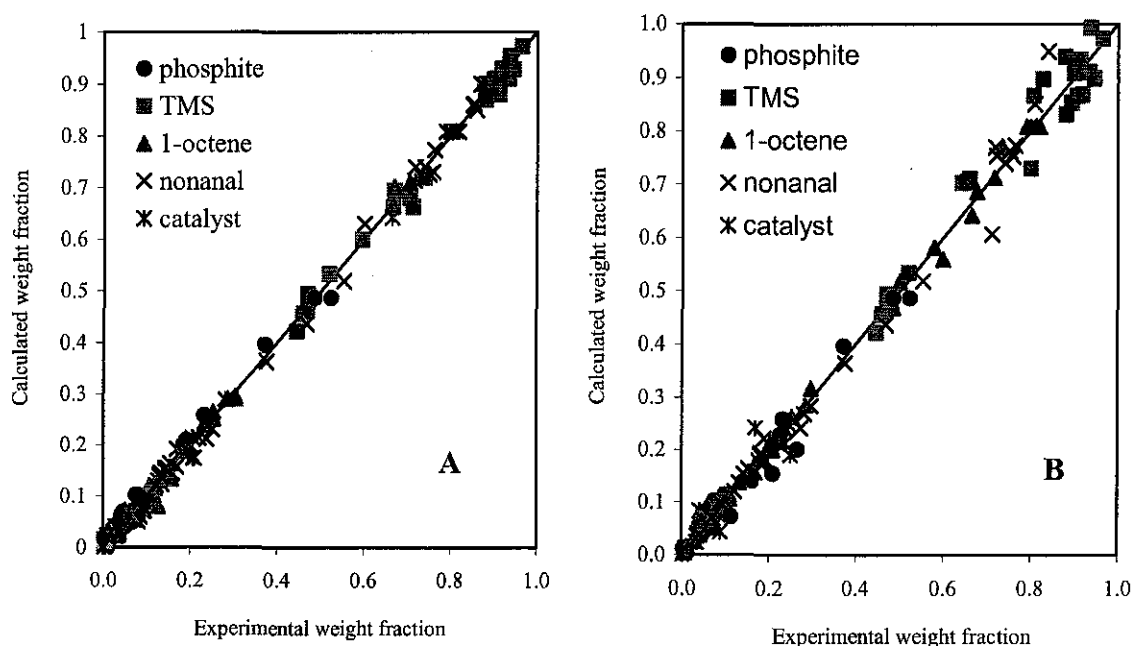 1
0.9
0.8
0.7
0.6
0.5
0.4
0.3
0.2
0.1
0
0.0 0.2 0.4 0.6 0.8 1.0
Calculated weight fraction
Experimental weight fraction
phosphite
TMS
1-octene
nonanal
catalyst
A
1.0
0.9
0.8
0.7
0.6
0.5
0.4
0.3
0.2
0.1
0.0
0.0 0.2 0.4 0.6 0.8 1.0
Calculated weight fraction
Experimental weight fraction
phosphite
TMS
1-octene
nonanal
catalyst
B